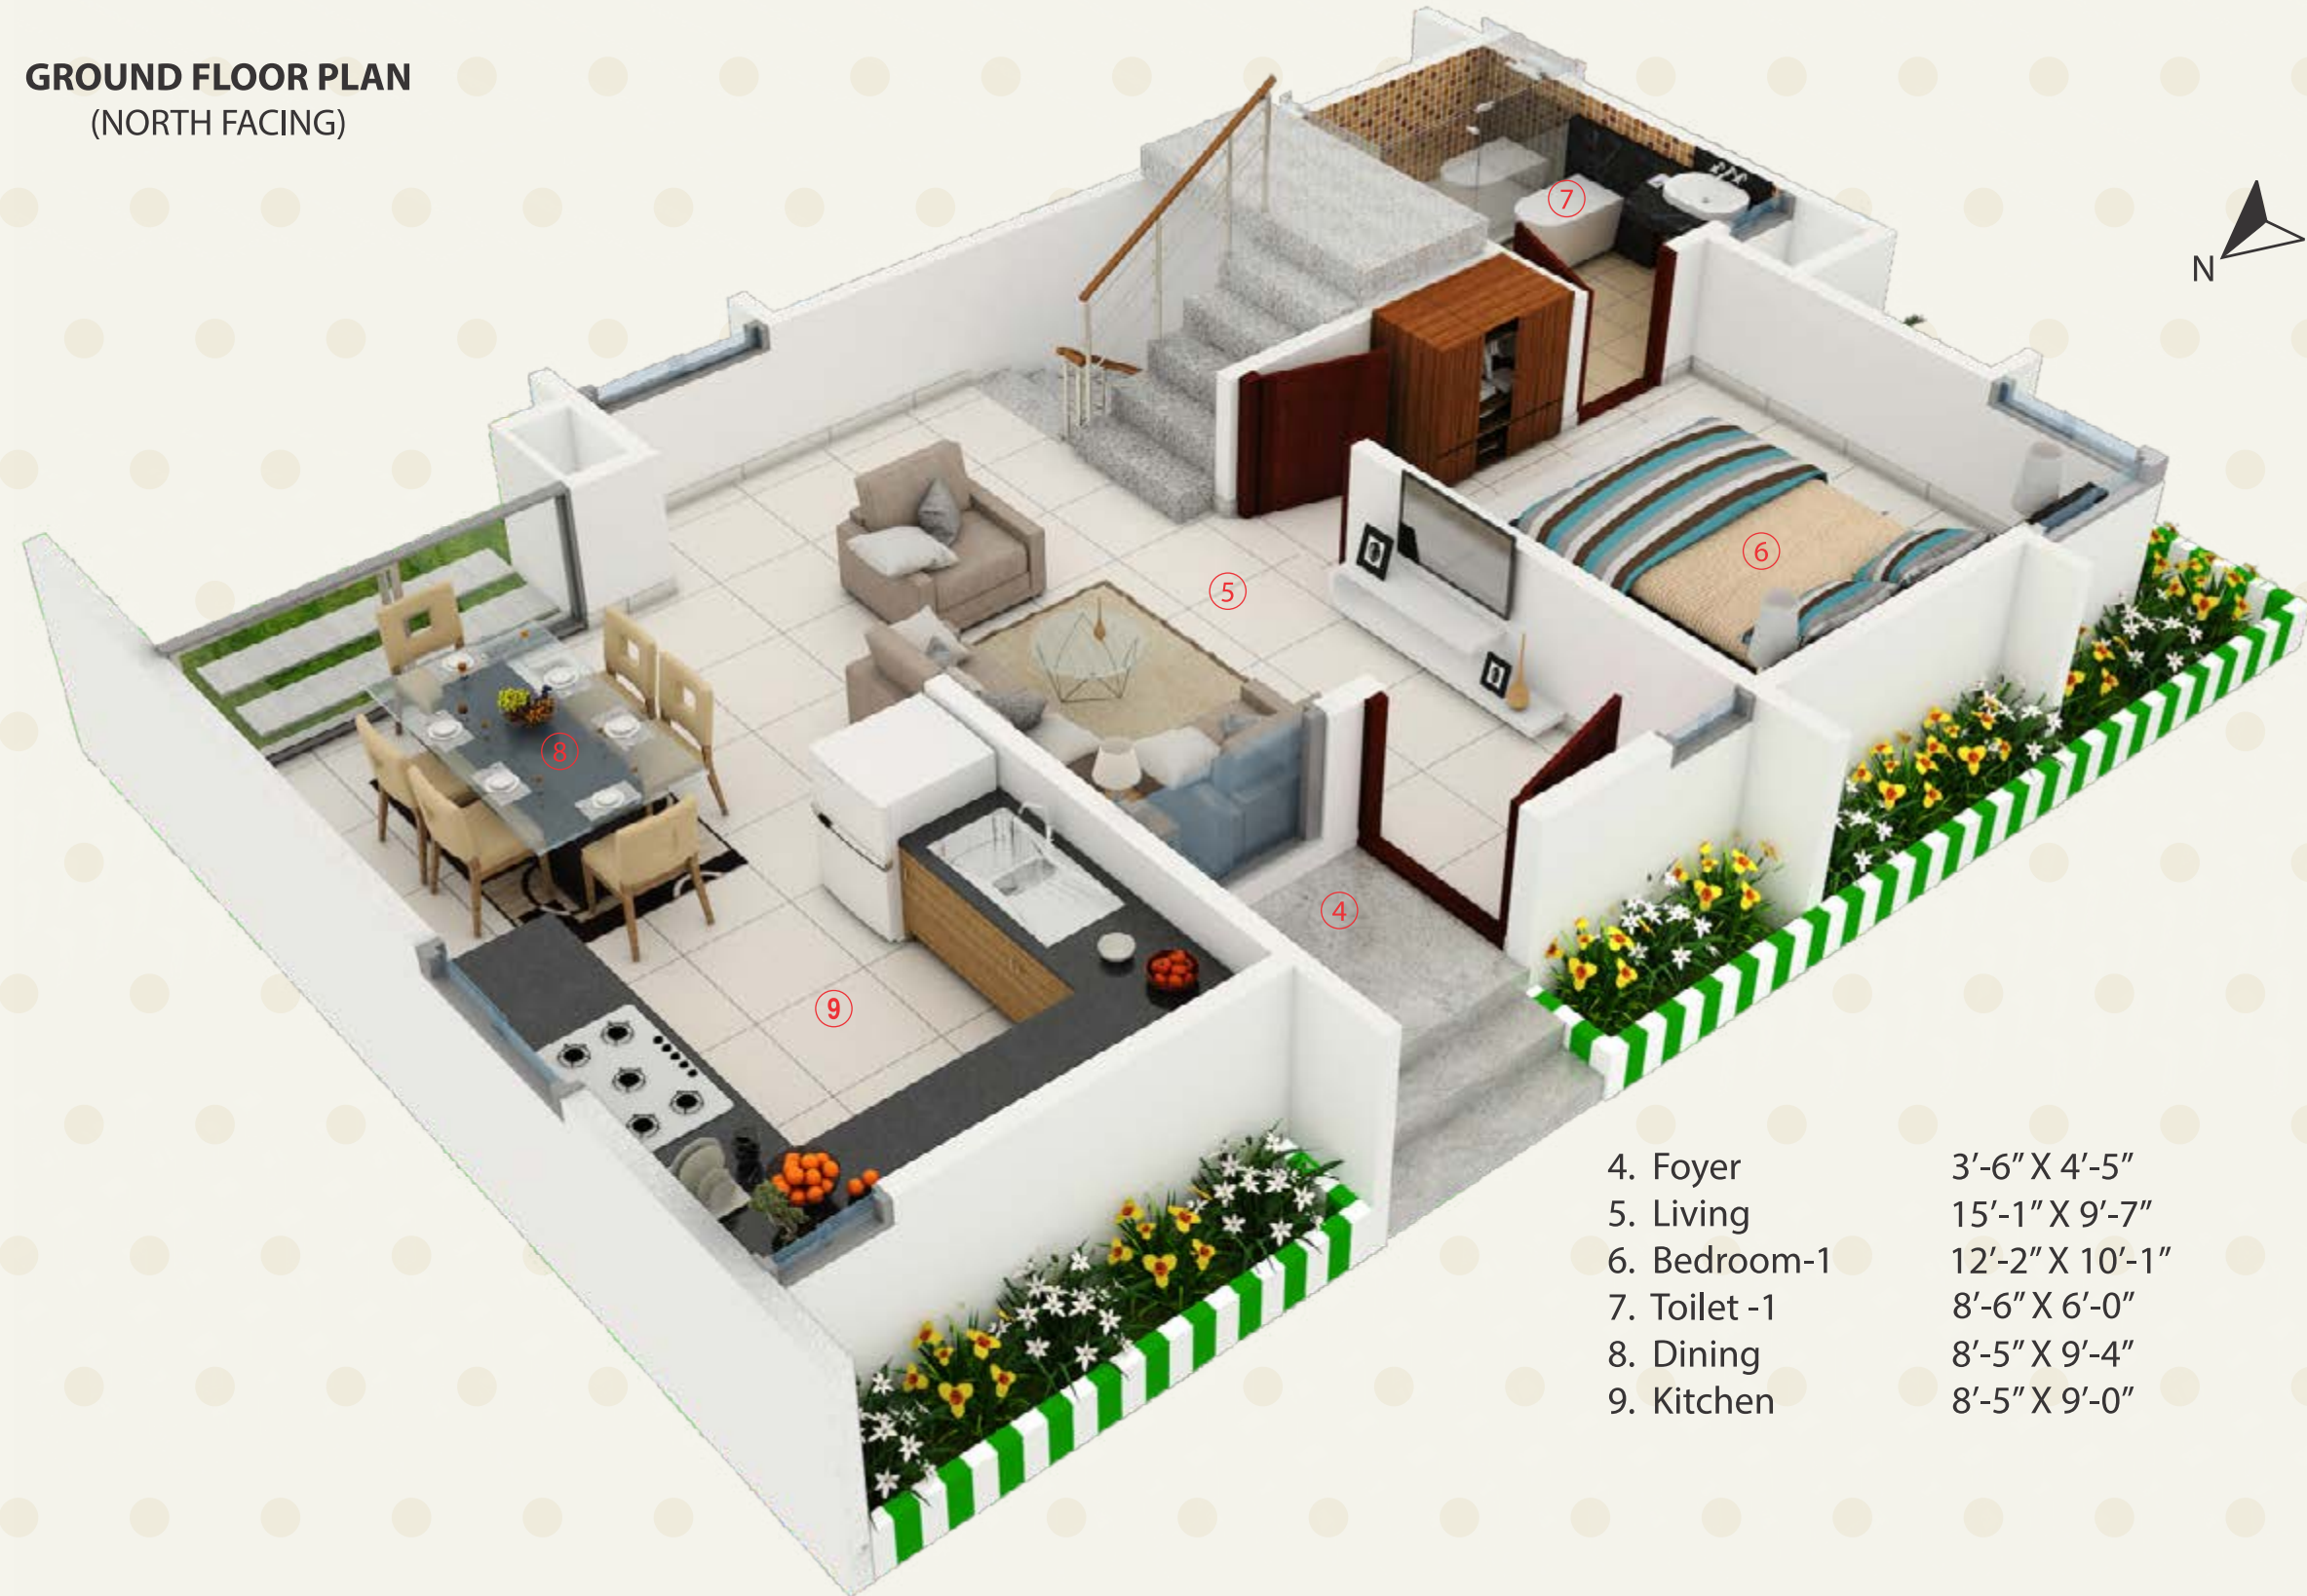 GROUND FLOOR PLAN
(NORTH FACING)
7
N
6
5
8
4
9
4. Foyer 3'-6" X 4'-5"
5. Living 15'-1" X 9'-7"
6. Bedroom-1 12'-2" X 10'-1"
7. Toilet -1 8'-6" X 6'-0"
8. Dining 8'-5" X 9'-4"
9. Kitchen 8'-5" X 9'-0"